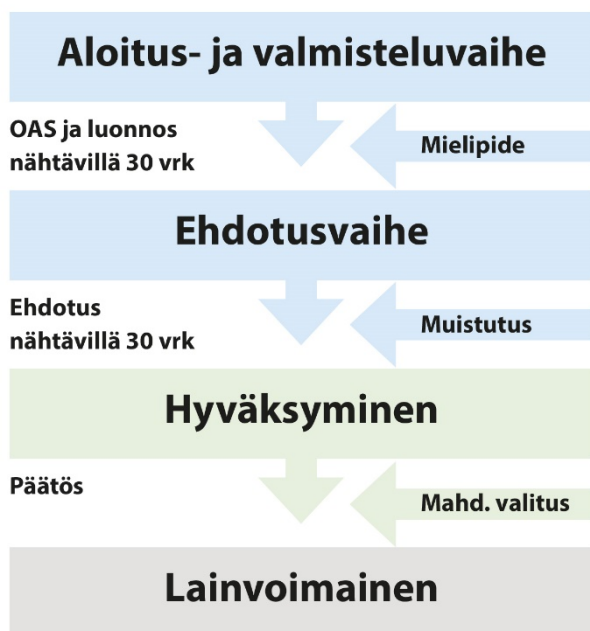 Aloitus- ja valmisteluvaihe
OAS ja luonnos
nähtävillä 30 vrk
Mielipide
Ehdotusvaihe
Ehdotus
nähtävillä 30 vrk
Muistutus
Hyväksyminen
Päätös
Mahd. valitus
Lainvoimainen